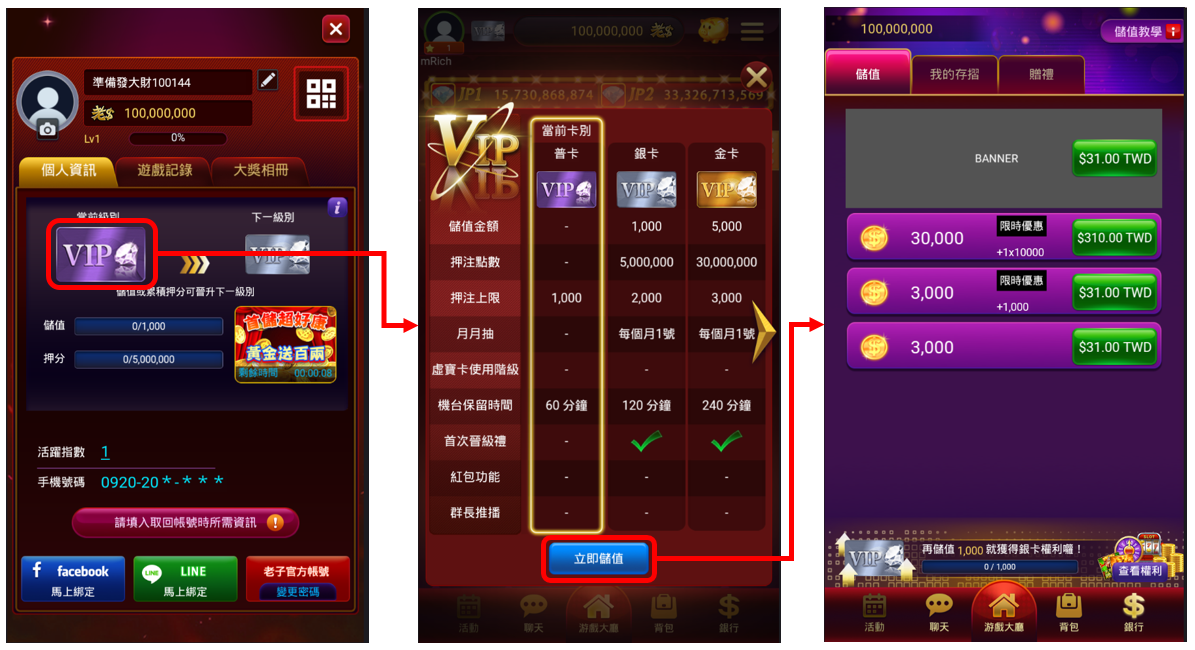 準備發大財100144
老$ 100,000,000
Lv1
0%
個人資訊
遊戲記錄
大獎相冊
當前級別
下一級別
i
VIP
VIP
儲值或累積押分可晉升下一級別
儲值
0/1,000
押分
0/5,000,000
首儲超好康
黃金送百兩
剩餘時間 00:00:08
活躍指數 1
手機號碼 0920-20*-***
請填入取回帳號時所需資訊 !
facebook
馬上綁定
LINE
LINE
馬上綁定
老子官方帳號
變更密碼
1
mRich
VIP
100,000,000 老$
JP1 15,730,868,874
JP2 33,326,713,569
VIP
當前卡別
普卡
銀卡
金卡
VIP
VIP
VIP
儲值金額 - 1,000 5,000
押注點數 - 5,000,000 30,000,000
押注上限 1,000 2,000 3,000
月月抽 - 每個月1號 每個月1號
虛寶卡使用階級 - - -
機台保留時間 60 分鐘 120 分鐘 240 分鐘
首次晉級禮 -
紅包功能 - - -
群長推播 - - -
立即儲值
活動
聊天
游戲大廳
背包
銀行
100,000,000
儲值教學
儲值
我的存摺
贈禮
BANNER
$31.00 TWD
30,000
限時優惠
+1x10000
$310.00 TWD
3,000
限時優惠
+1,000
$31.00 TWD
3,000
$31.00 TWD
VIP
再儲值 1,000 就獲得銀卡權利囉！
0 / 1,000
SLOT
查看權利
活動
聊天
游戲大廳
背包
銀行